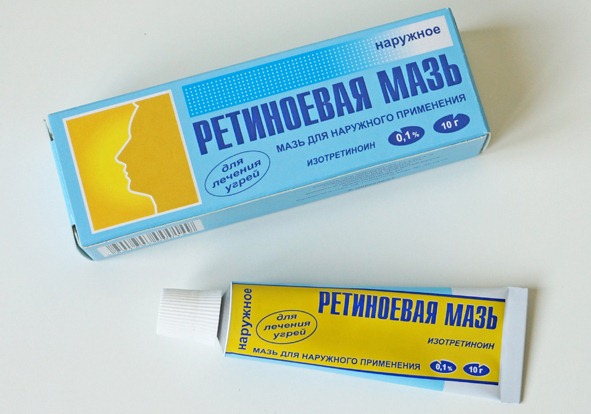 наружное
РЕТИНОЕВАЯ МАЗЬ
МАЗЬ ДЛЯ НАРУЖНОГО ПРИМЕНЕНИЯ
для
лечения
угрей
ИЗОТРЕТИНОИН
0,1%
10 г
наружное
РЕТИНОЕВАЯ МАЗЬ
для
лечения
угрей
ИЗОТРЕТИНОИН
МАЗЬ ДЛЯ НАРУЖНОГО ПРИМЕНЕНИЯ
0,1%
10 г